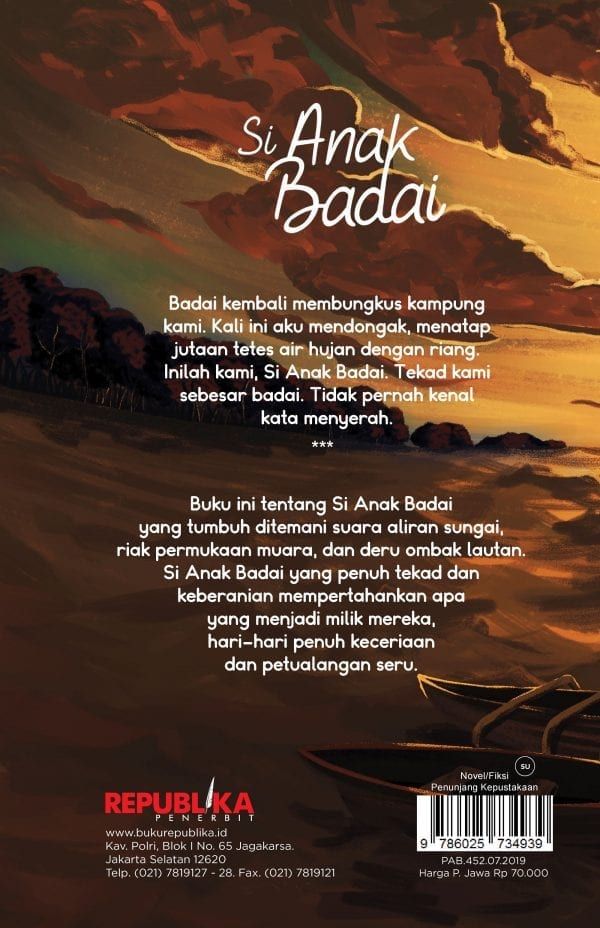 Si Anak
Badai
Badai kembali membungkus kampung
kami. Kali ini aku mendongak, menatap
jutaan tetes air hujan dengan riang.
Inilah kami, Si Anak Badai. Tekad kami
sebesar badai. Tidak pernah kenal
kata menyerah.
***
Buku ini tentang Si Anak Badai
yang tumbuh ditemani suara aliran sungai,
riak permukaan muara, dan deru ombak lautan.
Si Anak Badai yang penuh tekad dan
keberanian mempertahankan apa
yang menjadi milik mereka,
hari-hari penuh keceriaan
dan petualangan seru.
REPUBLIKA
PENERBIT
www.bukurepublika.id
Kav. Polri, Blok I No. 65 Jagakarsa.
Jakarta Selatan 12620
Telp. (021) 7819127 - 28. Fax. (021) 7819121
SU
Novel/Fiksi
Penunjang Kepustakaan
9 786025 734939
PAB.452.07.2019
Harga P. Jawa Rp 70.000